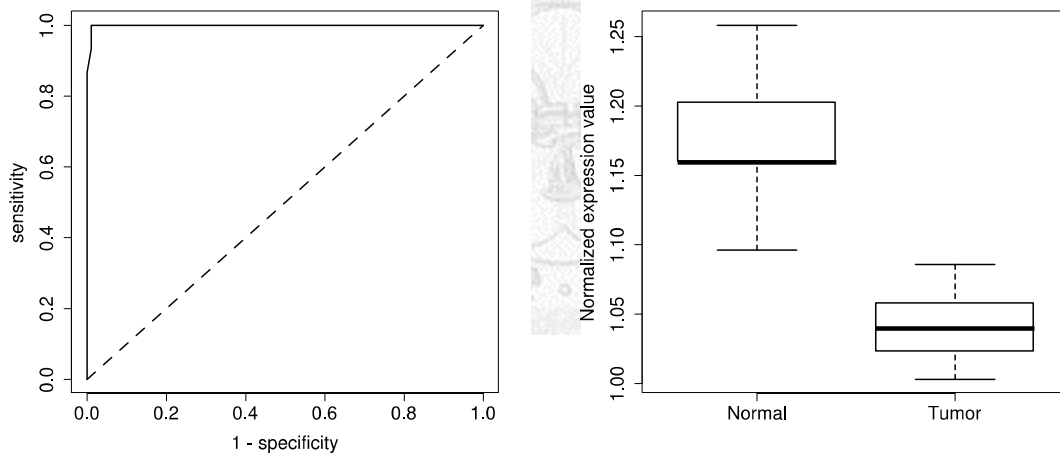 sensitivity
1.0
0.8
0.6
0.4
0.2
0.0
0.0 0.2 0.4 0.6 0.8 1.0
1 - specificity
Normalized expression value
1.25
1.20
1.15
1.10
1.05
1.00
Normal Tumor